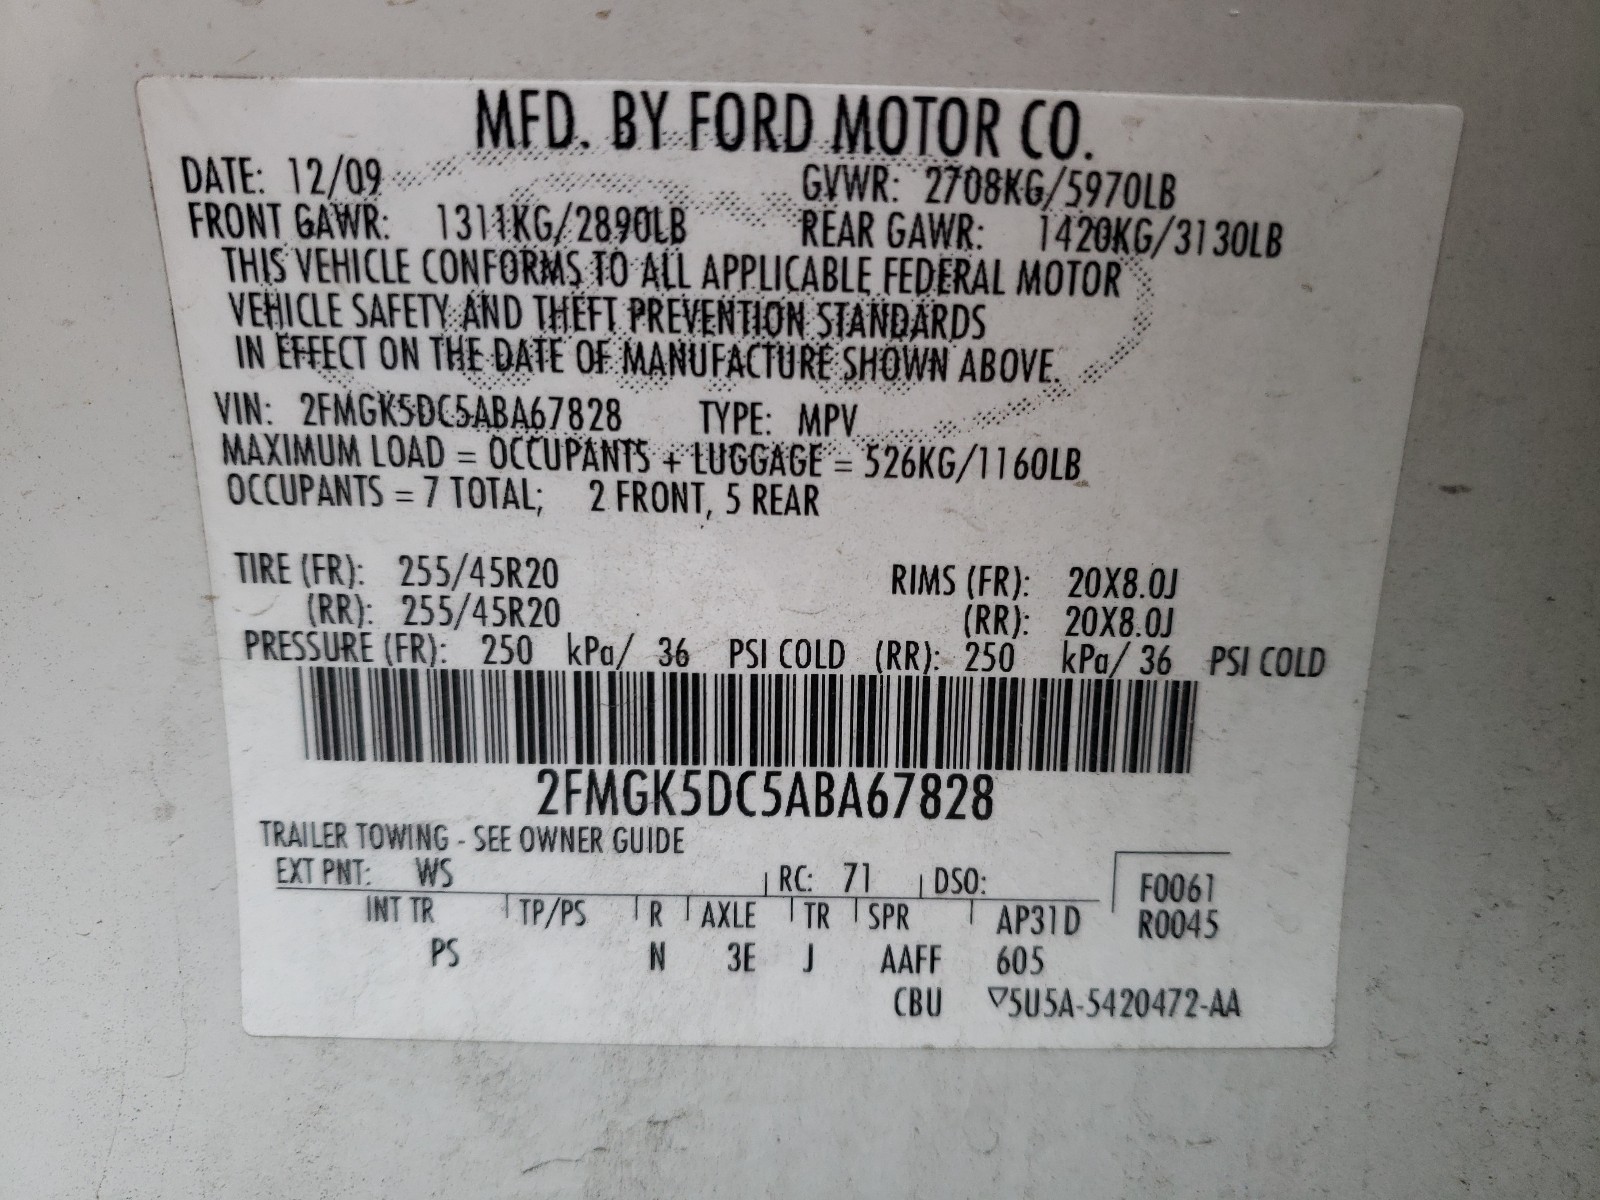 MFD. BY FORD MOTOR CO.
DATE: 12/09 GVWR: 2708KG/5970LB
FRONT GAWR: 1311KG/2890LB REAR GAWR: 1420KG/3130LB
THIS VEHICLE CONFORMS TO ALL APPLICABLE FEDERAL MOTOR
VEHICLE SAFETY AND THEFT PREVENTION STANDARDS
IN EFFECT ON THE DATE OF MANUFACTURE SHOWN ABOVE.
VIN: 2FMGK5DC5ABA67828 TYPE: MPV
MAXIMUM LOAD = OCCUPANTS + LUGGAGE = 526KG/1160LB
OCCUPANTS = 7 TOTAL; 2 FRONT, 5 REAR
TIRE (FR): 255/45R20 RIMS (FR): 20X8.0J
(RR): 255/45R20 (RR): 20X8.0J
PRESSURE (FR): 250 kPa/ 36 PSI COLD (RR): 250 kPa/ 36 PSI COLD
2FMGK5DC5ABA67828
TRAILER TOWING - SEE OWNER GUIDE
EXT PNT: WS RC: 71 DSO: F0061
INT TR TP/PS R AXLE TR SPR AP31D R0045
PS N 3E J AAFF 605
CBU ▽5U5A-5420472-AA